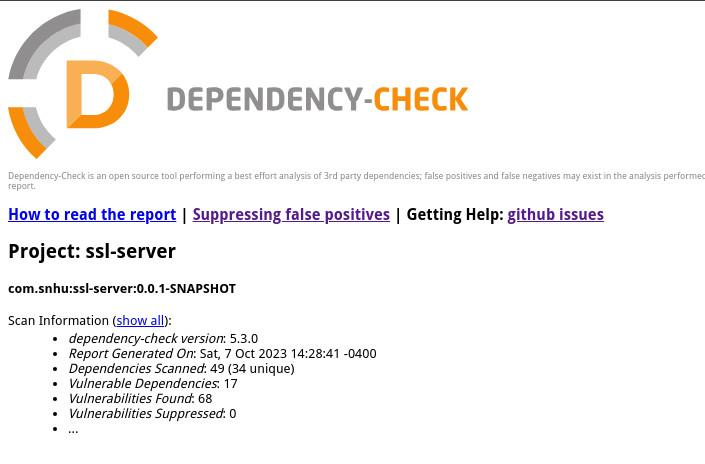 DEPENDENCY-CHECK
Dependency-Check is an open source tool performing a best effort analysis of 3rd party dependencies; false positives and false negatives may exist in the analysis performed
report.
How to read the report | Suppressing false positives | Getting Help: github issues
Project: ssl-server
com.snhu:ssl-server:0.0.1-SNAPSHOT
Scan Information (show all):
• dependency-check version: 5.3.0
• Report Generated On: Sat, 7 Oct 2023 14:28:41 -0400
• Dependencies Scanned: 49 (34 unique)
• Vulnerable Dependencies: 17
• Vulnerabilities Found: 68
• Vulnerabilities Suppressed: 0
• ...